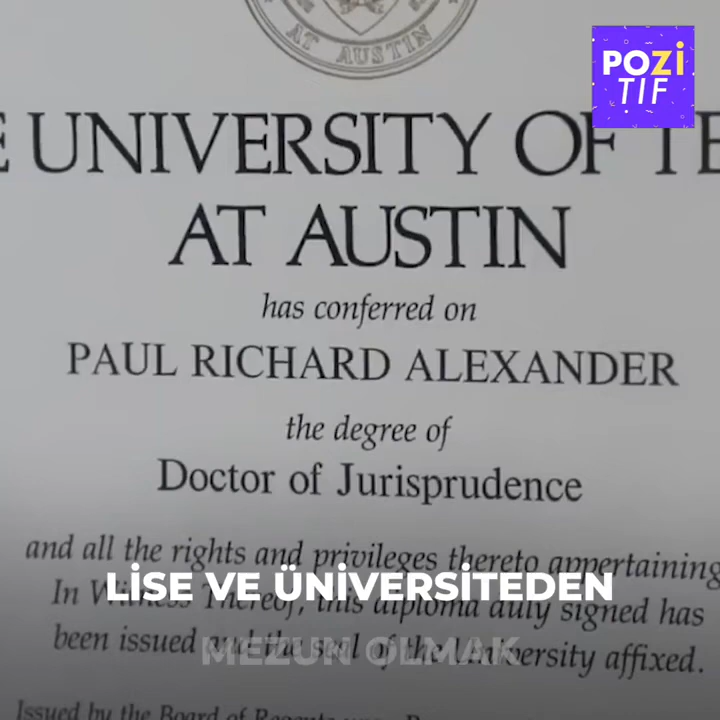 AT AUSTIN
POZİ
TIF
E UNIVERSITY OF TE
AT AUSTIN
has conferred on
PAUL RICHARD ALEXANDER
the degree of
Doctor of Jurisprudence
and all the rights and privileges thereto appertaining
LİSE VE ÜNİVERSİTEDEN
In Witness Thereof, this diploma duly signed has
MEZUN OLMAK
been issued and the seal of the University affixed.
Issued by the Board of Regents